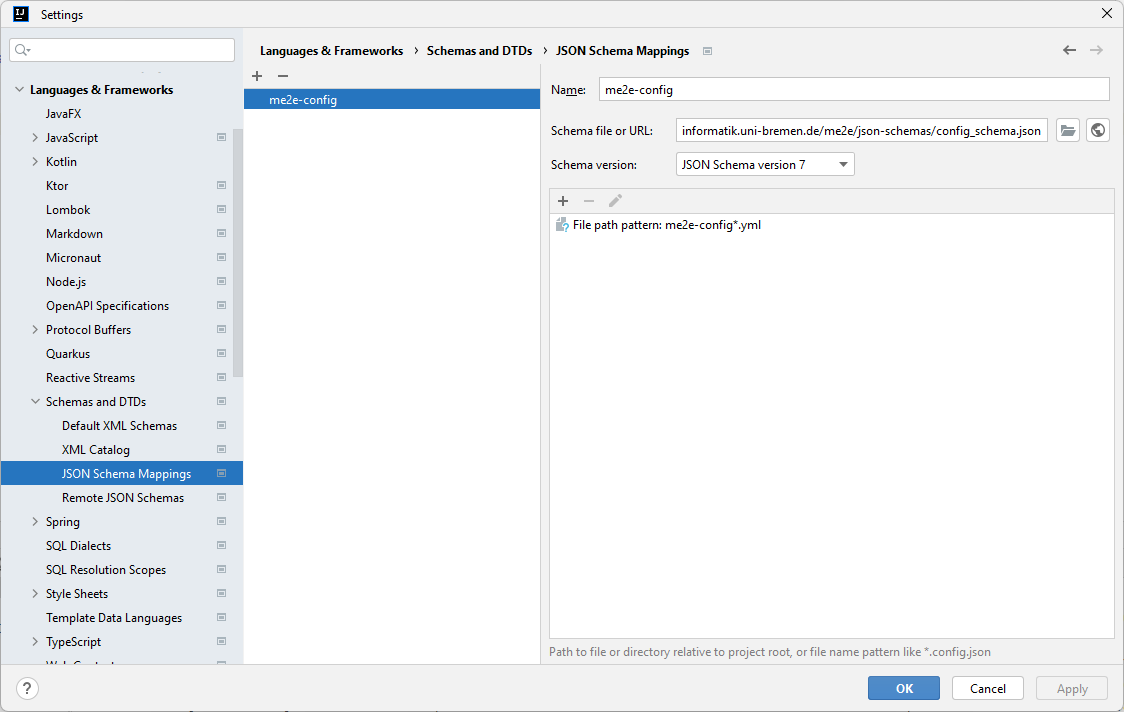 IJ
Settings
Languages & Frameworks
JavaFX
JavaScript
Kotlin
Ktor
Lombok
Markdown
Micronaut
Node.js
OpenAPI Specifications
Protocol Buffers
Quarkus
Reactive Streams
Schemas and DTDs
Default XML Schemas
XML Catalog
JSON Schema Mappings
Remote JSON Schemas
Spring
SQL Dialects
SQL Resolution Scopes
Style Sheets
Template Data Languages
TypeScript
Languages & Frameworks › Schemas and DTDs › JSON Schema Mappings
me2e-config
Name: me2e-config
Schema file or URL: informatik.uni-bremen.de/me2e/json-schemas/config_schema.json
Schema version: JSON Schema version 7
File path pattern: me2e-config*.yml
Path to file or directory relative to project root, or file name pattern like *.config.json
?
OK
Cancel
Apply